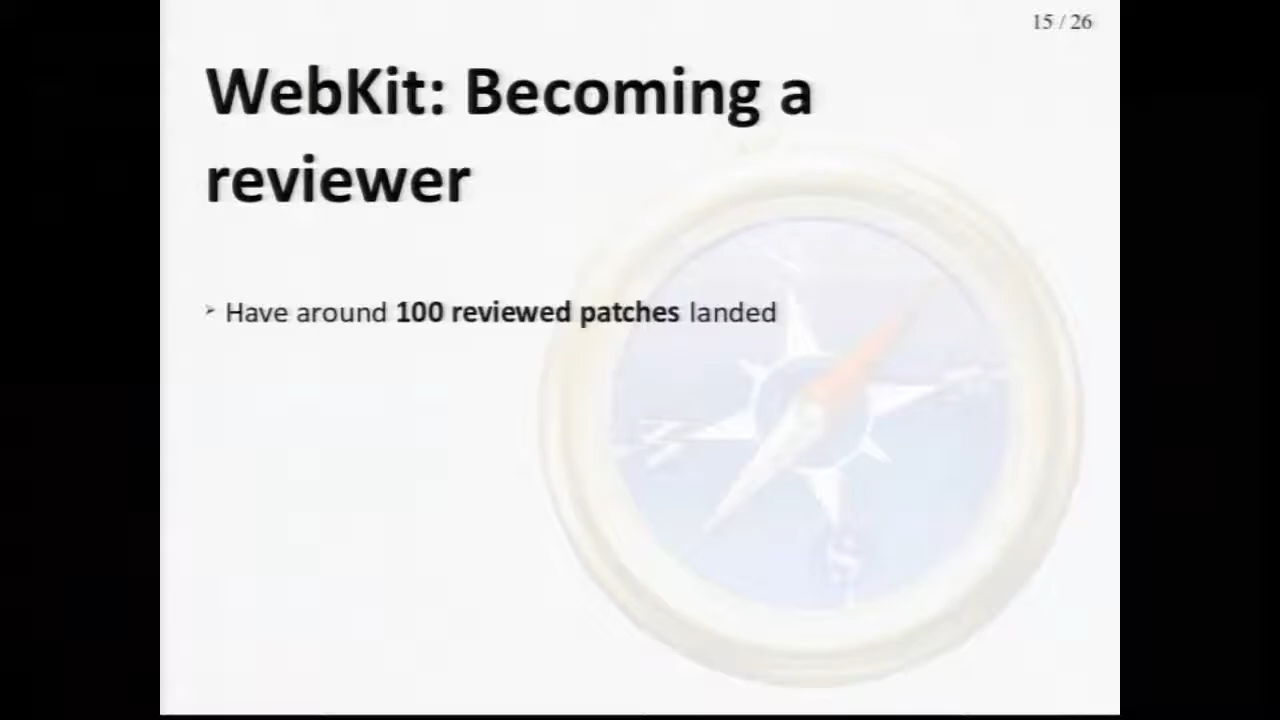 15 / 26
WebKit: Becoming a
reviewer
Have around 100 reviewed patches landed
S